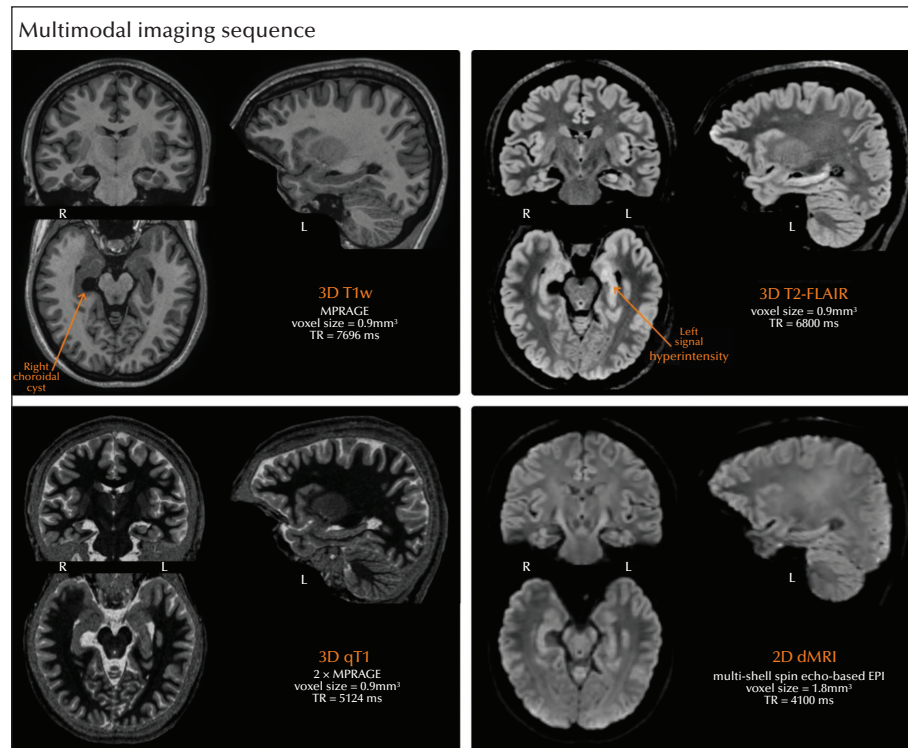 Multimodal imaging sequence
R
L
3D T1w
MPRAGE
voxel size = 0.9mm³
TR = 7696 ms
Right
choroidal
cyst
R
L
L
3D T2-FLAIR
voxel size = 0.9mm³
TR = 6800 ms
Left
signal
hyperintensity
R
L
L
3D qT1
2 × MPRAGE
voxel size = 0.9mm³
TR = 5124 ms
R
L
L
2D dMRI
multi-shell spin echo-based EPI
voxel size = 1.8mm³
TR = 4100 ms